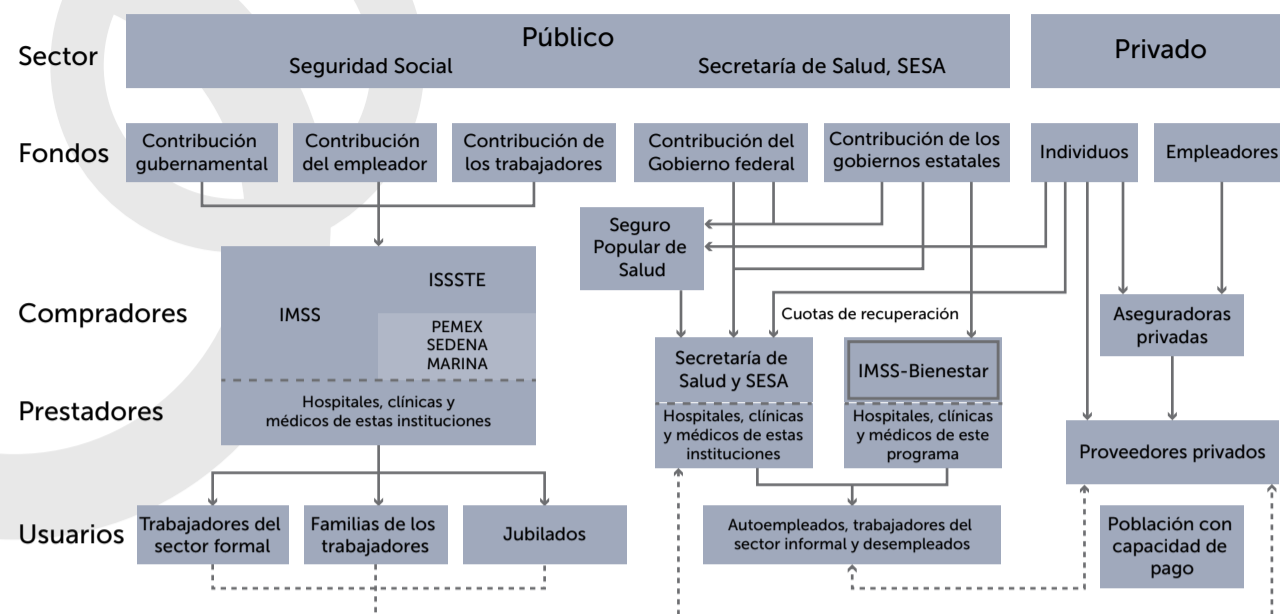 Sector
Público
Seguridad Social
Secretaría de Salud, SESA
Privado
Fondos
Contribución
gubernamental
Contribución
del empleador
Contribución de
los trabajadores
Contribución del
Gobierno federal
Contribución de los
gobiernos estatales
Individuos
Empleadores
Seguro
Popular de
Salud
Compradores
IMSS
ISSSTE
PEMEX
SEDENA
MARINA
Cuotas de recuperación
Secretaría de
Salud y SESA
IMSS-Bienestar
Aseguradoras
privadas
Prestadores
Hospitales, clínicas y
médicos de estas instituciones
Hospitales, clínicas
y médicos de estas
instituciones
Hospitales, clínicas
y médicos de este
programa
Proveedores privados
Usuarios
Trabajadores del
sector formal
Familias de los
trabajadores
Jubilados
Autoempleados, trabajadores del
sector informal y desempleados
Población con
capacidad de
pago